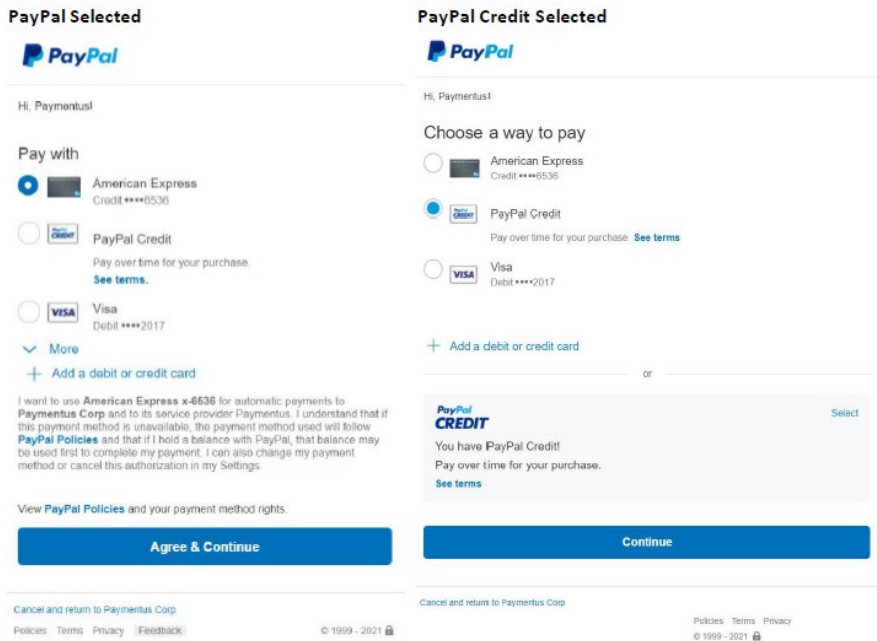 PayPal Selected
PayPal
Hi, Paymentus!
Pay with
American Express
Credit ••••6536
PayPal
CREDIT
PayPal Credit
Pay over time for your purchase.
See terms.
VISA
Visa
Debit ••••2017
More
+ Add a debit or credit card
I want to use American Express x-6536 for automatic payments to
Paymentus Corp and to its service provider Paymentus. I understand that if
this payment method is unavailable, the payment method used will follow
PayPal Policies and that if I hold a balance with PayPal, that balance may
be used first to complete my payment. I can also change my payment
method or cancel this authorization in my Settings
View PayPal Policies and your payment method rights.
Agree & Continue
Cancel and return to Paymentus Corp
Policies Terms Privacy Feedback © 1999 - 2021
PayPal Credit Selected
PayPal
Hi, Paymentus!
Choose a way to pay
American Express
Credit ••••6536
PayPal
CREDIT
PayPal Credit
Pay over time for your purchase. See terms
VISA
Visa
Debit ••••2017
+ Add a debit or credit card
or
PayPal
CREDIT
Select
You have PayPal Credit!
Pay over time for your purchase.
See terms
Continue
Cancel and return to Paymentus Corp
Policies Terms Privacy
© 1999 - 2021